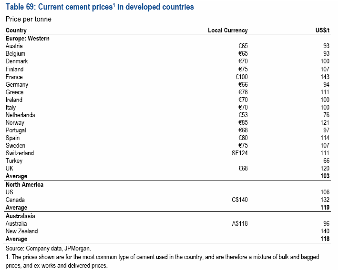 Table 69: Current cement prices¹ in developed countries
Price per tonne
Country Local Currency US$/t
Europe: Western
Austria €65 93
Belgium €65 93
Denmark €70 100
Finland €75 107
France €100 143
Germany €66 94
Greece €78 111
Ireland €70 100
Italy €70 100
Netherlands €53 76
Norway €85 121
Portugal €68 97
Spain €80 114
Sweden €75 107
Switzerland SF124 111
Turkey 66
UK £68 120
Average 103
North America
US 106
Canada C$140 132
Average 119
Australasia
Australia A$118 96
New Zealand 140
Average 118
Source: Company data, JPMorgan.
1. The prices shown are for the most common type of cement used in the country, and are therefore a mixture of bulk and bagged
prices, and ex works and delivered prices.